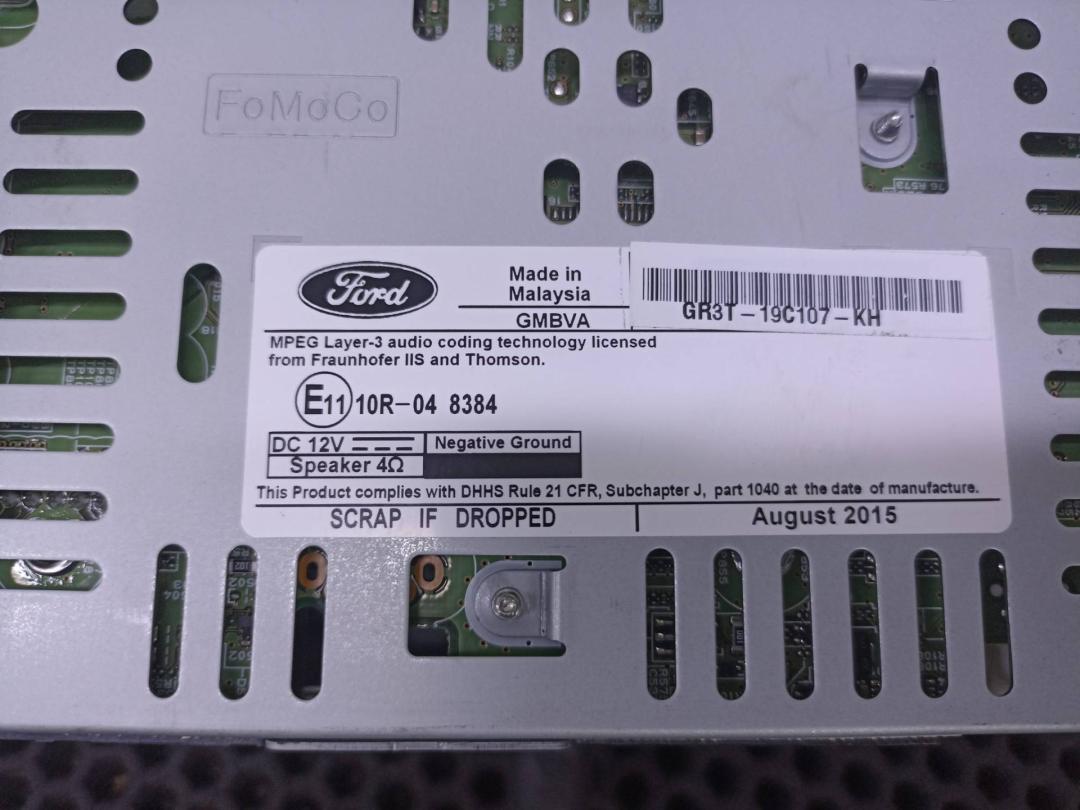 FoMoCo
Ford
Made in
Malaysia
GMBVA
GR3T-19C107-KH
MPEG Layer-3 audio coding technology licensed
from Fraunhofer IIS and Thomson.
E11 10R-04 8384
DC 12V
Negative Ground
Speaker 4Ω
This Product complies with DHHS Rule 21 CFR, Subchapter J, part 1040 at the date of manufacture.
SCRAP IF DROPPED
August 2015